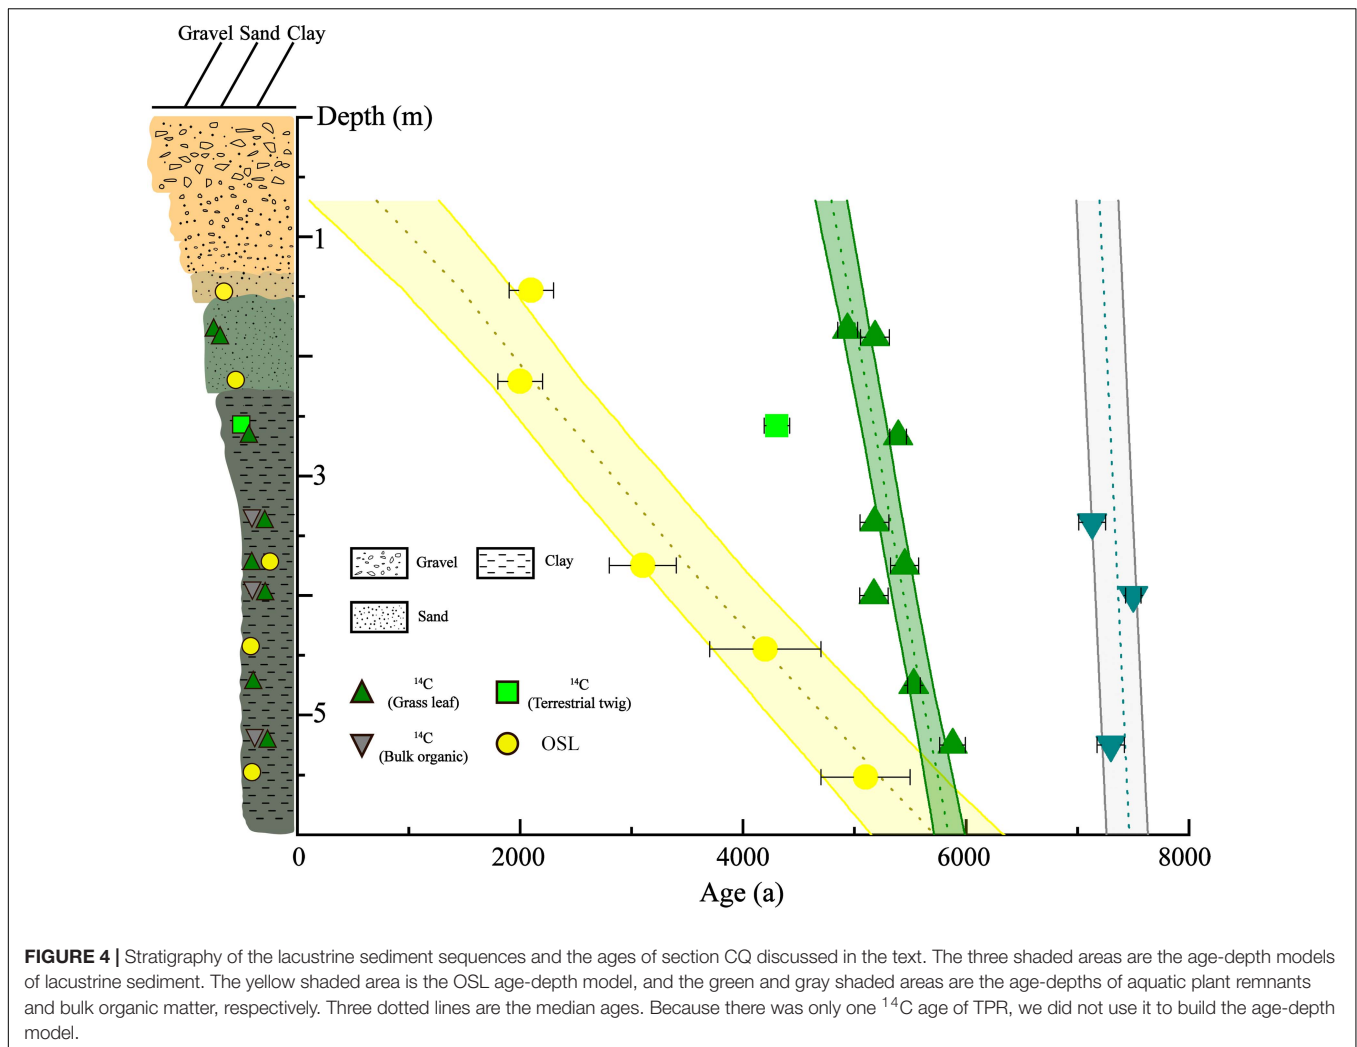 Gravel Sand Clay
Depth (m)
1
3
5
Gravel
Clay
Sand
14C
(Grass leaf)
14C
(Terrestrial twig)
14C
(Bulk organic)
OSL
0
2000
4000
6000
8000
Age (a)
FIGURE 4 | Stratigraphy of the lacustrine sediment sequences and the ages of section CQ discussed in the text. The three shaded areas are the age-depth models
of lacustrine sediment. The yellow shaded area is the OSL age-depth model, and the green and gray shaded areas are the age-depths of aquatic plant remnants
and bulk organic matter, respectively. Three dotted lines are the median ages. Because there was only one 14C age of TPR, we did not use it to build the age-depth
model.